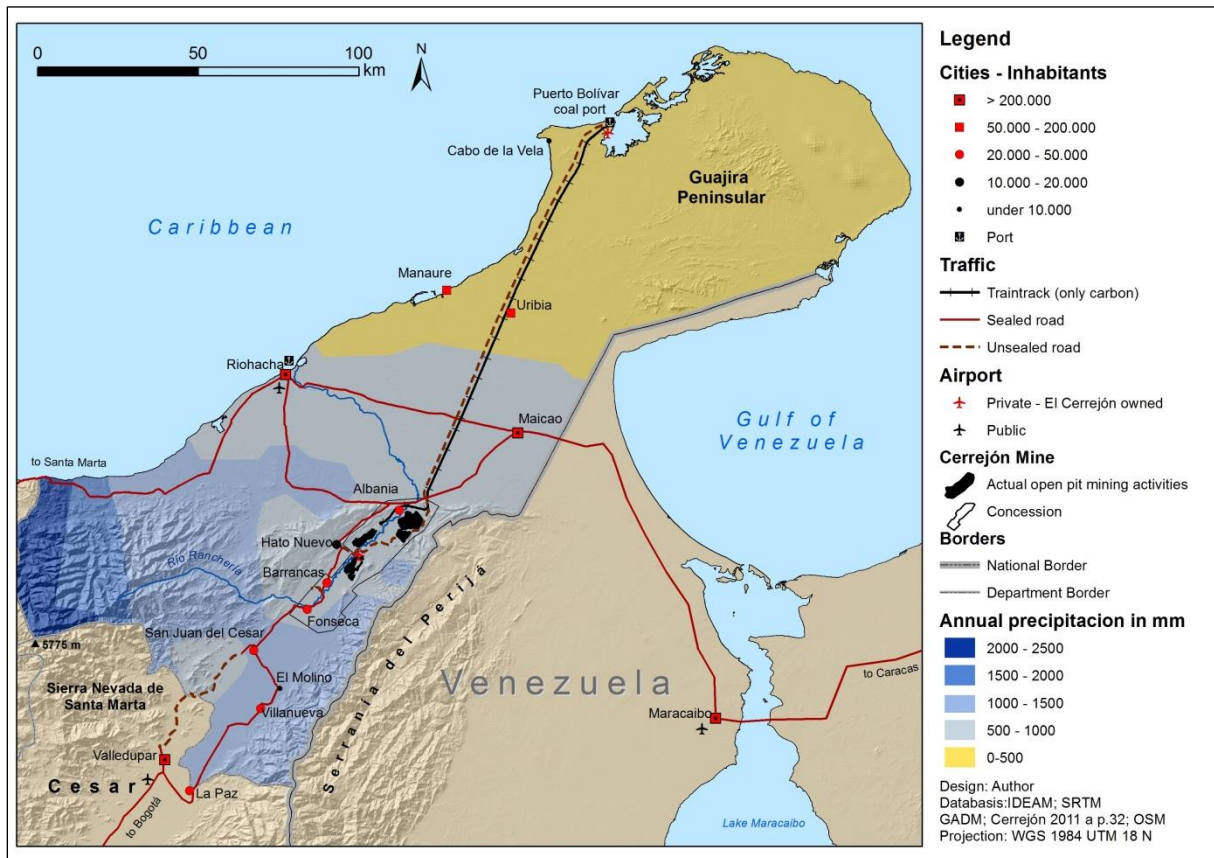 0
50
100
km
N
Puerto Bolívar
coal port
Cabo de la Vela
Guajira
Peninsular
Caribbean
Manaure
Uribia
Riohacha
Maicao
Gulf of
Venezuela
to Santa Marta
Albania
Hato Nuevo
Río Ranchería
Barrancas
Fonseca
San Juan del Cesar
5775 m
Sierra Nevada de
Santa Marta
El Molino
Villanueva
Serranía del Perijá
Venezuela
to Caracas
Maracaibo
Valledupar
Cesar
La Paz
to Bogotá
Lake Maracaibo
Legend
Cities - Inhabitants
> 200.000
50.000 - 200.000
20.000 - 50.000
10.000 - 20.000
under 10.000
Port
Traffic
Traintrack (only carbon)
Sealed road
Unsealed road
Airport
Private - El Cerrejón owned
Public
Cerrejón Mine
Actual open pit mining activities
Concession
Borders
National Border
Department Border
Annual precipitacion in mm
2000 - 2500
1500 - 2000
1000 - 1500
500 - 1000
0-500
Design: Author
Databasis:IDEAM; SRTM
GADM; Cerrejón 2011 a p.32; OSM
Projection: WGS 1984 UTM 18 N